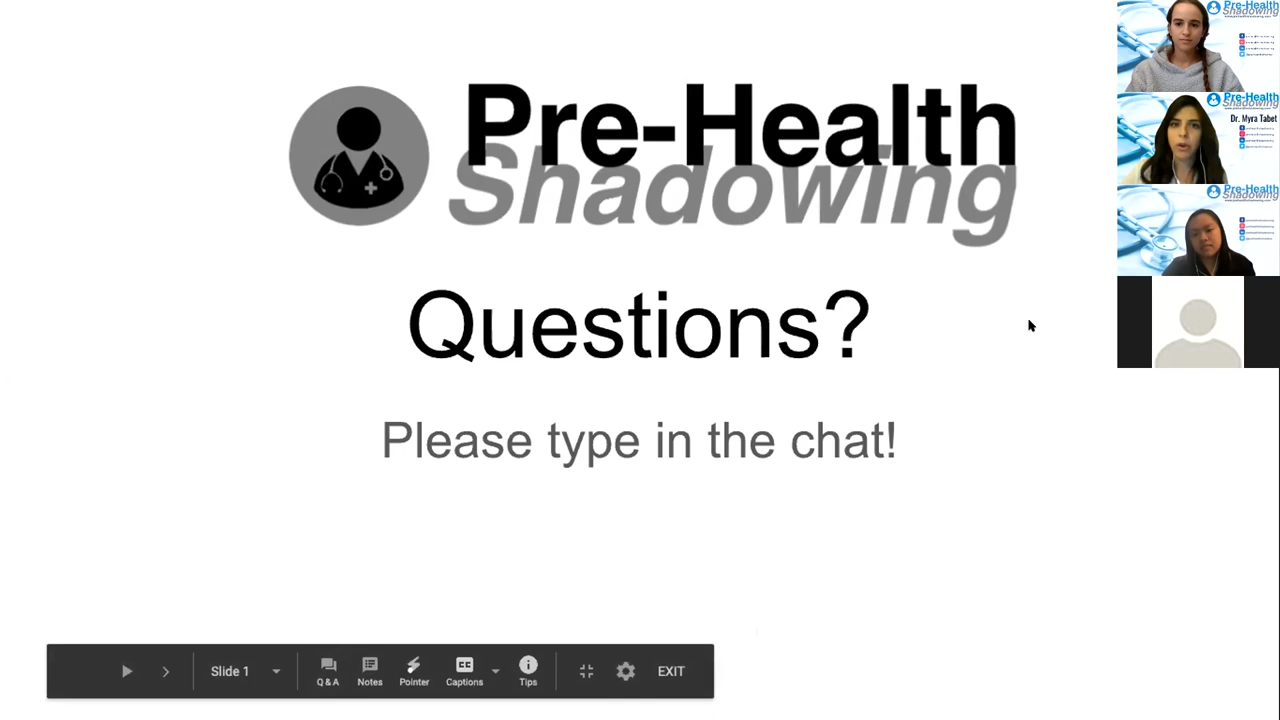 Pre-Health
Shadowing
Questions?
Please type in the chat!
Slide 1
Q & A
Notes
Pointer
Captions
Tips
EXIT
Pre-Health
Shadowing
Pre-Health
Shadowing
Dr. Myra Tabet
Pre-Health
Shadowing